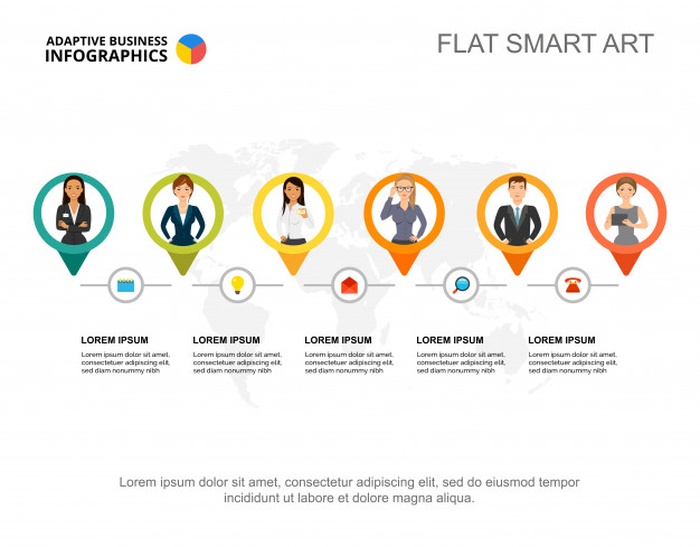 ADAPTIVE BUSINESS
INFOGRAPHICS
FLAT SMART ART
LOREM IPSUM
Lorem ipsum dolor sit amet,
consectetuer adipiscing elit,
sed diam nonummy nibh
LOREM IPSUM
Lorem ipsum dolor sit amet,
consectetuer adipiscing elit,
sed diam nonummy nibh
LOREM IPSUM
Lorem ipsum dolor sit amet,
consectetuer adipiscing elit,
sed diam nonummy nibh
LOREM IPSUM
Lorem ipsum dolor sit amet,
consectetuer adipiscing elit,
sed diam nonummy nibh
LOREM IPSUM
Lorem ipsum dolor sit amet,
consectetuer adipiscing elit,
sed diam nonummy nibh
Lorem ipsum dolor sit amet, consectetur adipiscing elit, sed do eiusmod tempor
incididunt ut labore et dolore magna aliqua.